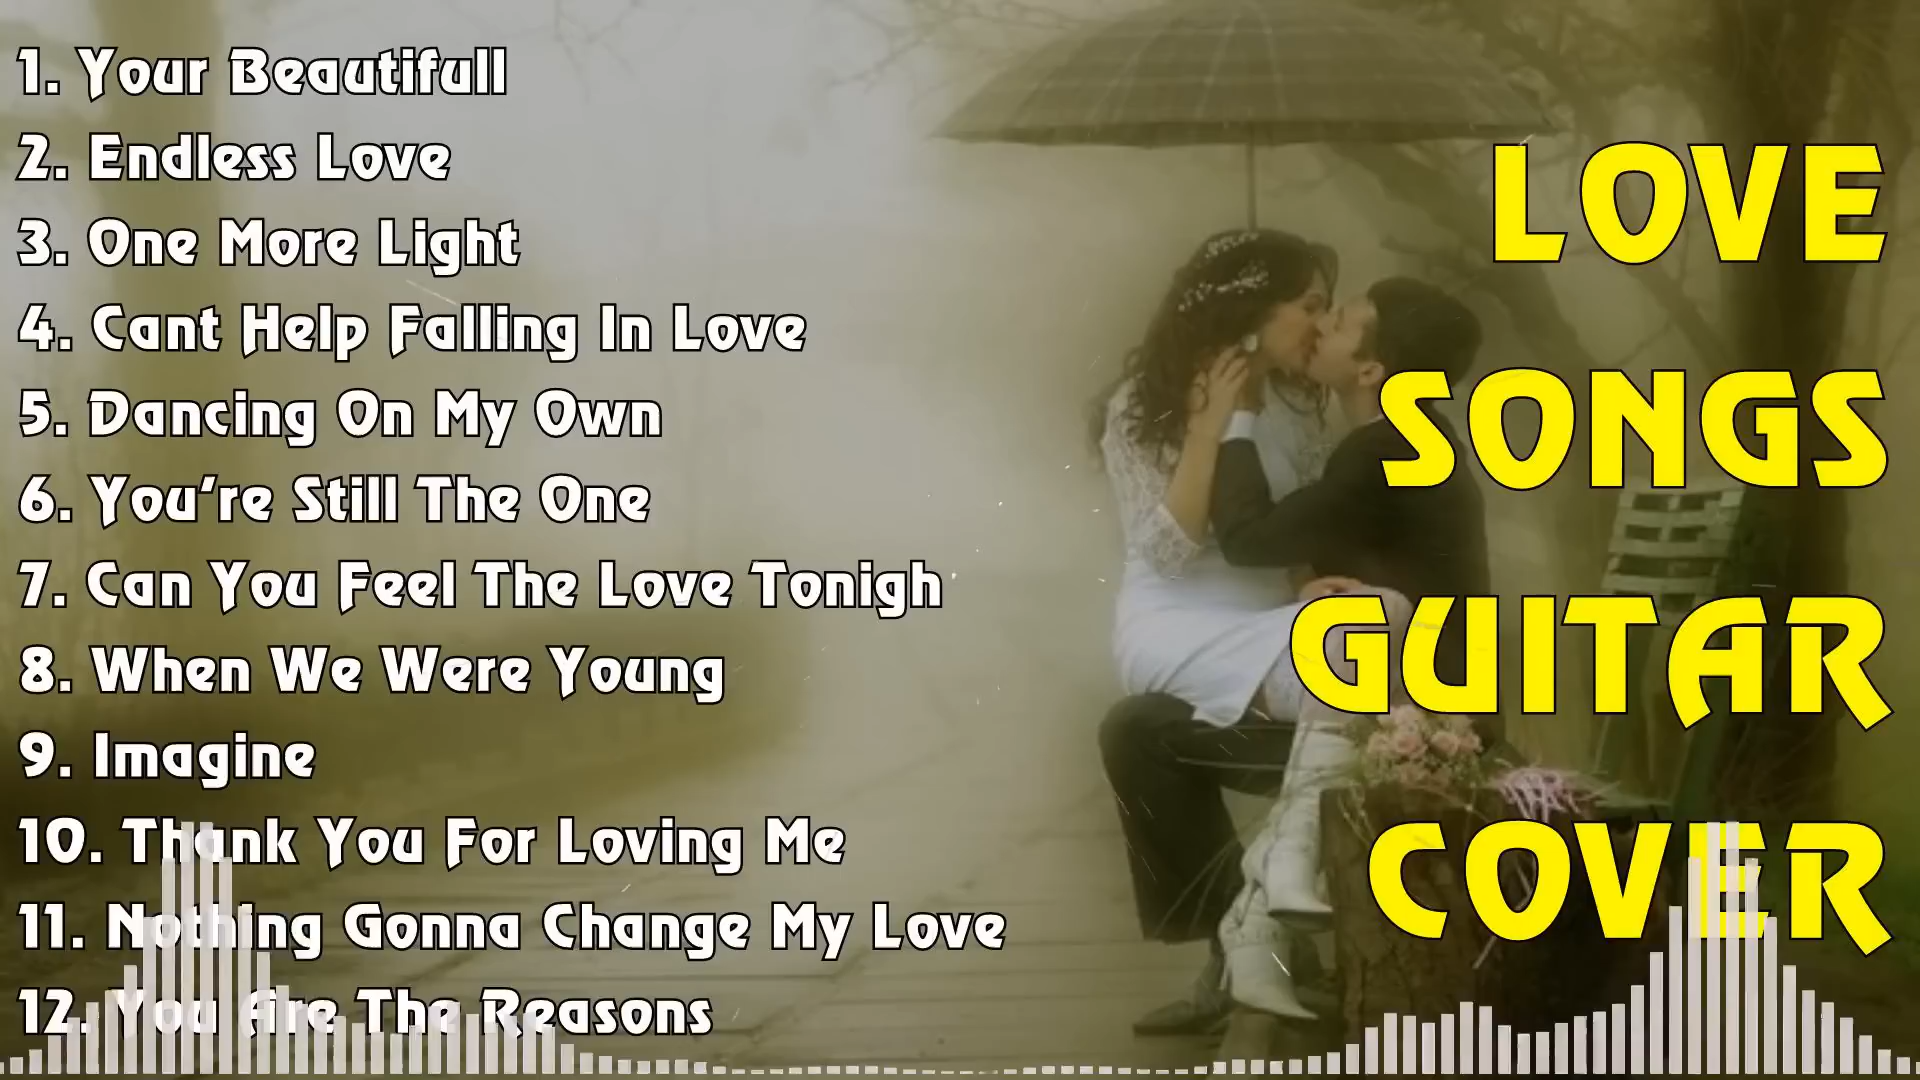 1. Your Beautifull
2. Endless Love
3. One More Light
4. Cant Help Falling In Love
5. Dancing On My Own
6. You're Still The One
7. Can You Feel The Love Tonigh
8. When We Were Young
9. Imagine
10. Thank You For Loving Me
11. Nothing Gonna Change My Love
12. You Are The Reasons
LOVE
SONGS
GUITAR
COVER